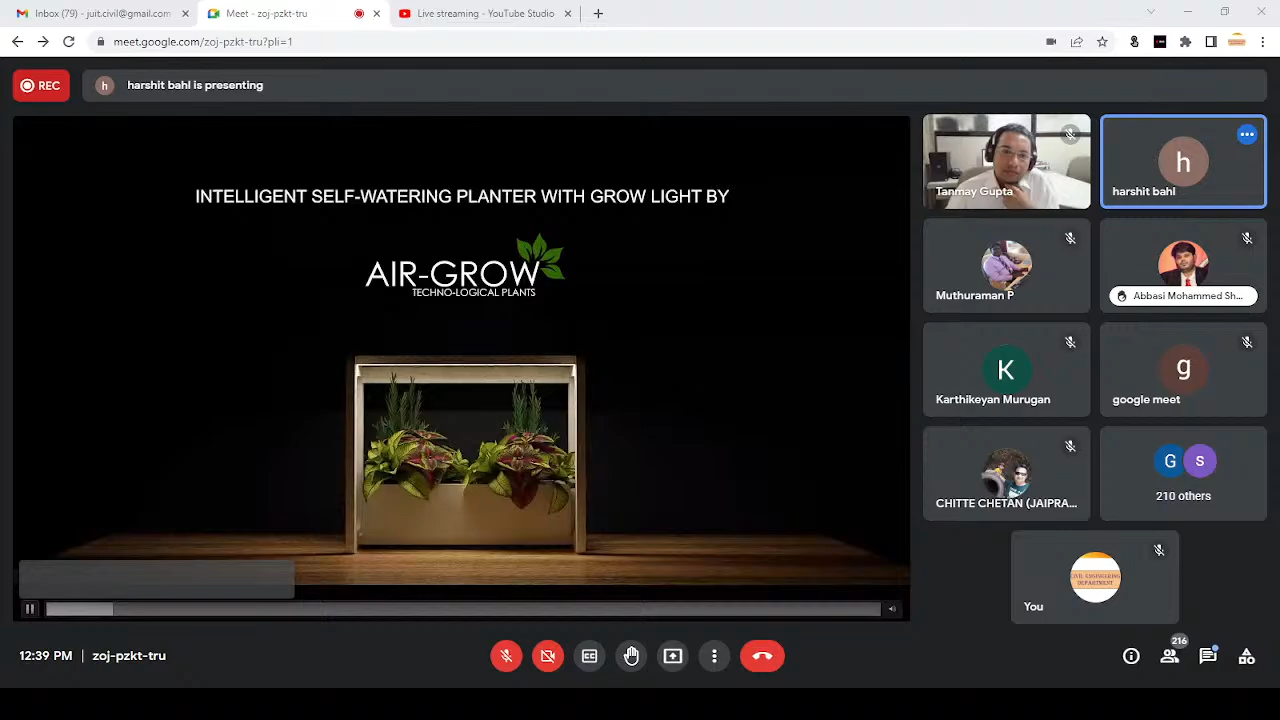 Inbox (79) - juit.civil@gmail.com
Meet - zoj-pzkt-tru
Live streaming - YouTube Studio
meet.google.com/zoj-pzkt-tru?pli=1
REC
h
harshit bahl is presenting
INTELLIGENT SELF-WATERING PLANTER WITH GROW LIGHT BY
AIR-GROW
TECHNO-LOGICAL PLANTS
Tanmay Gupta
h
harshit bahl
Muthuraman P
Abbasi Mohammed Sh...
K
Karthikeyan Murugan
g
google meet
CHITTE CHETAN (JAIPRA...
G
S
210 others
CIVIL ENGINEERING
DEPARTMENT
You
12:39 PM | zoj-pzkt-tru
216